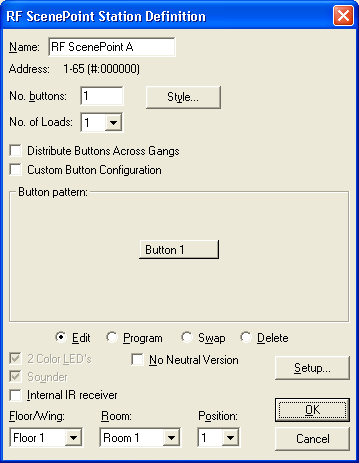 RF ScenePoint Station Definition
Name: RF ScenePoint A
Address: 1-65 (#:000000)
No. buttons: 1 Style...
No. of Loads: 1
Distribute Buttons Across Gangs
Custom Button Configuration
Button pattern:
Button 1
Edit Program Swap Delete
2 Color LED's No Neutral Version
Sounder Setup...
Internal IR receiver
Floor/Wing: Room: Position: OK
Floor 1 Room 1 1 Cancel